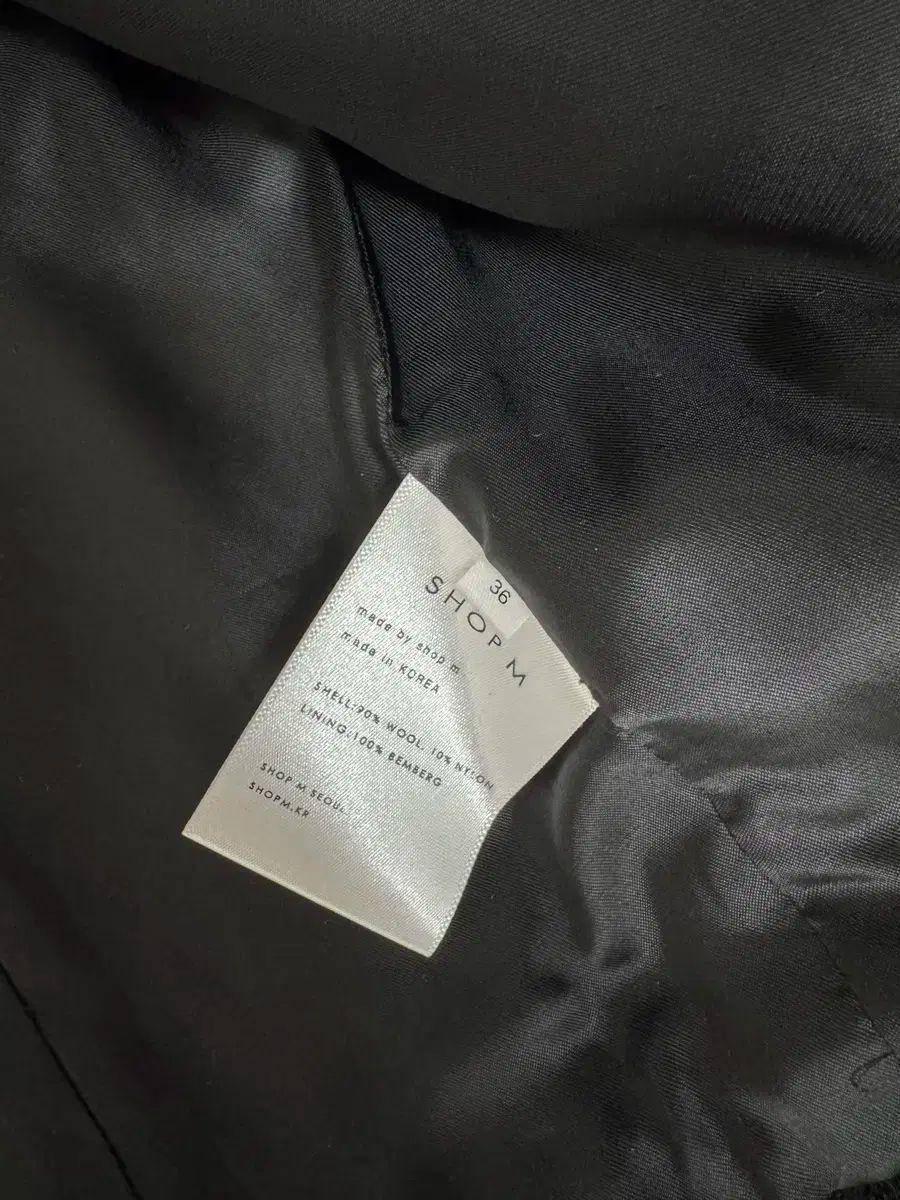 36
SHOP M
made by shop m
made in KOREA
SHELL:90% WOOL, 10% NYLON
LINING.100% BEMBERG
SHOP M SEOUL
SHOPM.KR